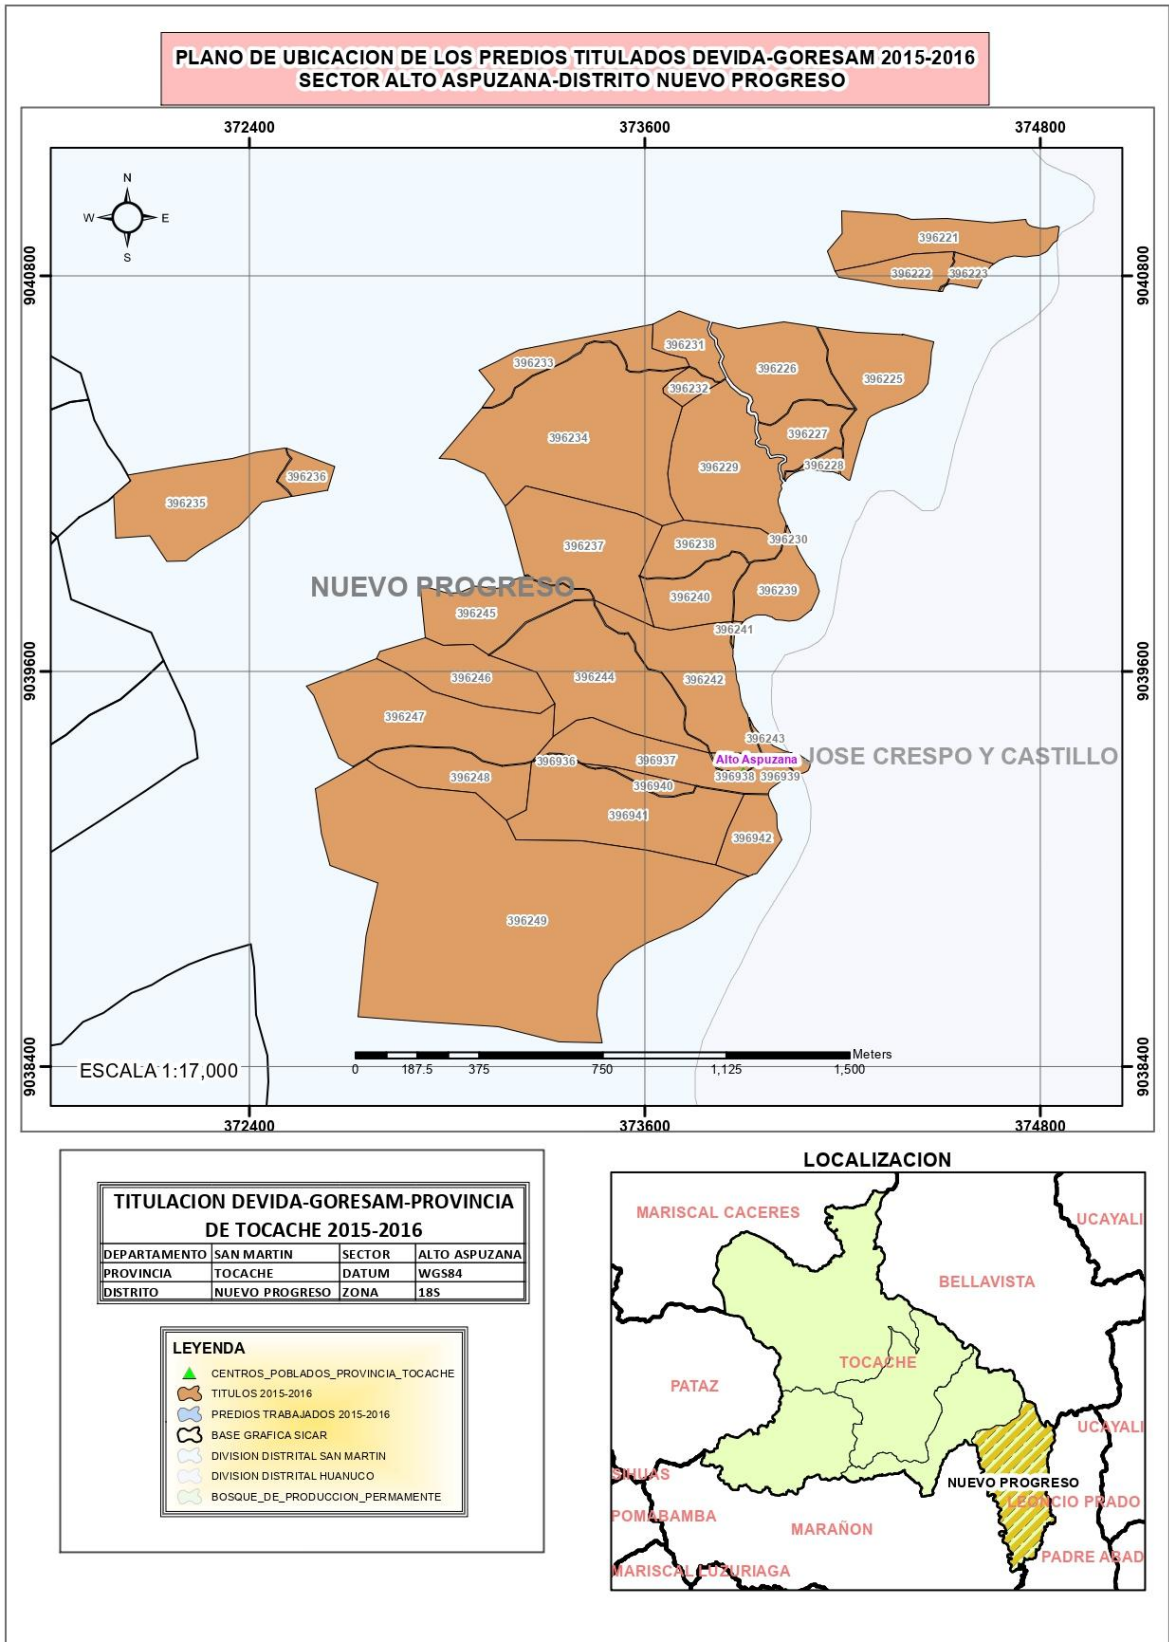 PLANO DE UBICACION DE LOS PREDIOS TITULADOS DEVIDA-GORESAM 2015-2016
SECTOR ALTO ASPUZANA-DISTRITO NUEVO PROGRESO
372400 373600 374800
N
W E
S
396221
9040800 396222 396223 9040800
396231
396233 396226
396225
396232
396234 396227
396229 396228
396236
396235
396230
396237 396238
NUEVO PROGRESO 396239
396240
396245
396241
9039600 396246 396244 396242 9039600
396247
396243
JOSE CRESPO Y CASTILLO
396936 396937 Alto Aspuzana
396248 396938 396939
396940
396941
396942
396249
9038400 9038400
ESCALA 1:17,000
Meters
0 187.5 375 750 1,125 1,500
372400 373600 374800
TITULACION DEVIDA-GORESAM-PROVINCIA
DE TOCACHE 2015-2016
DEPARTAMENTO SAN MARTIN SECTOR ALTO ASPUZANA
PROVINCIA TOCACHE DATUM WGS84
DISTRITO NUEVO PROGRESO ZONA 18S
LEYENDA
CENTROS_POBLADOS_PROVINCIA_TOCACHE
TITULOS 2015-2016
PREDIOS TRABAJADOS 2015-2016
BASE GRAFICA SICAR
DIVISION DISTRITAL SAN MARTIN
DIVISION DISTRITAL HUANUCO
BOSQUE_DE_PRODUCCION_PERMAMENTE
LOCALIZACION
MARISCAL CACERES
UCAYALI
BELLAVISTA
TOCACHE
PATAZ
UCAYALI
SIHUAS
NUEVO PROGRESO
LEONCIO PRADO
POMABAMBA
MARAÑON
PADRE ABAD
MARISCAL LUZURIAGA